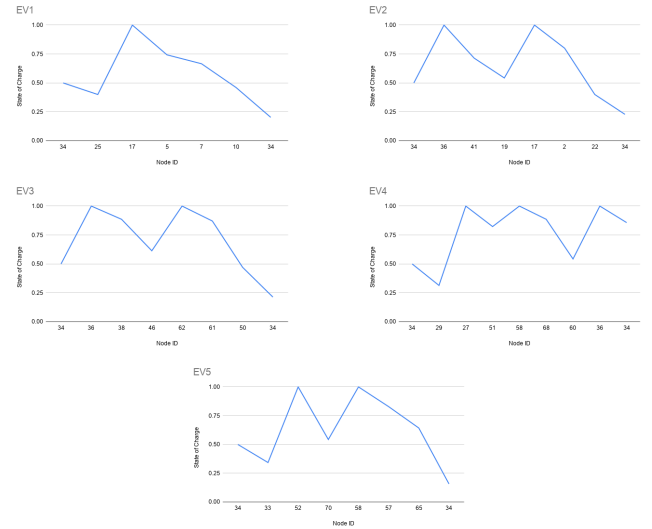 EV1
1.00
0.75
0.50
0.25
0.00
State of Charge
34 25 17 5 7 10 34
Node ID
EV2
1.00
0.75
0.50
0.25
0.00
State of Charge
34 36 41 19 17 2 22 34
Node ID
EV3
1.00
0.75
0.50
0.25
0.00
State of Charge
34 36 38 46 62 61 50 34
Node ID
EV4
1.00
0.75
0.50
0.25
0.00
State of Charge
34 29 27 51 58 68 60 36 34
Node ID
EV5
1.00
0.75
0.50
0.25
0.00
State of Charge
34 33 52 70 58 57 65 34
Node ID